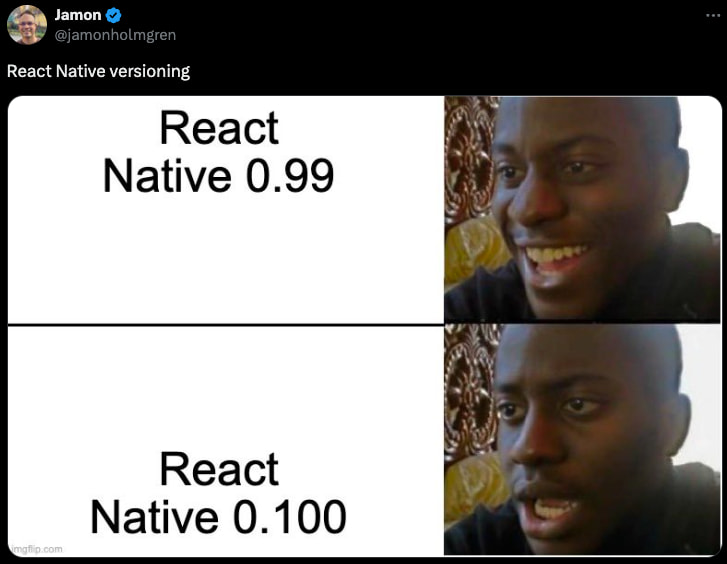 Jamon
@jamonholmgren
React Native versioning
React
Native 0.99
React
Native 0.100
imgflip.com